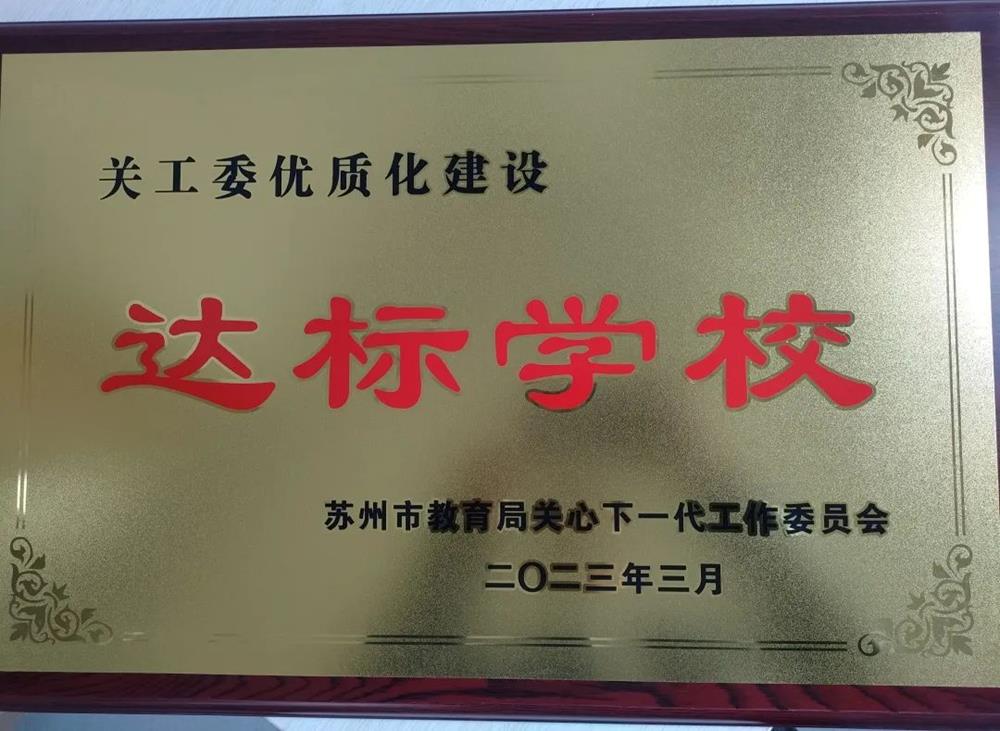 关工委优质化建设
达标学校
苏州市教育局关心下一代工作委员会
二〇二三年三月